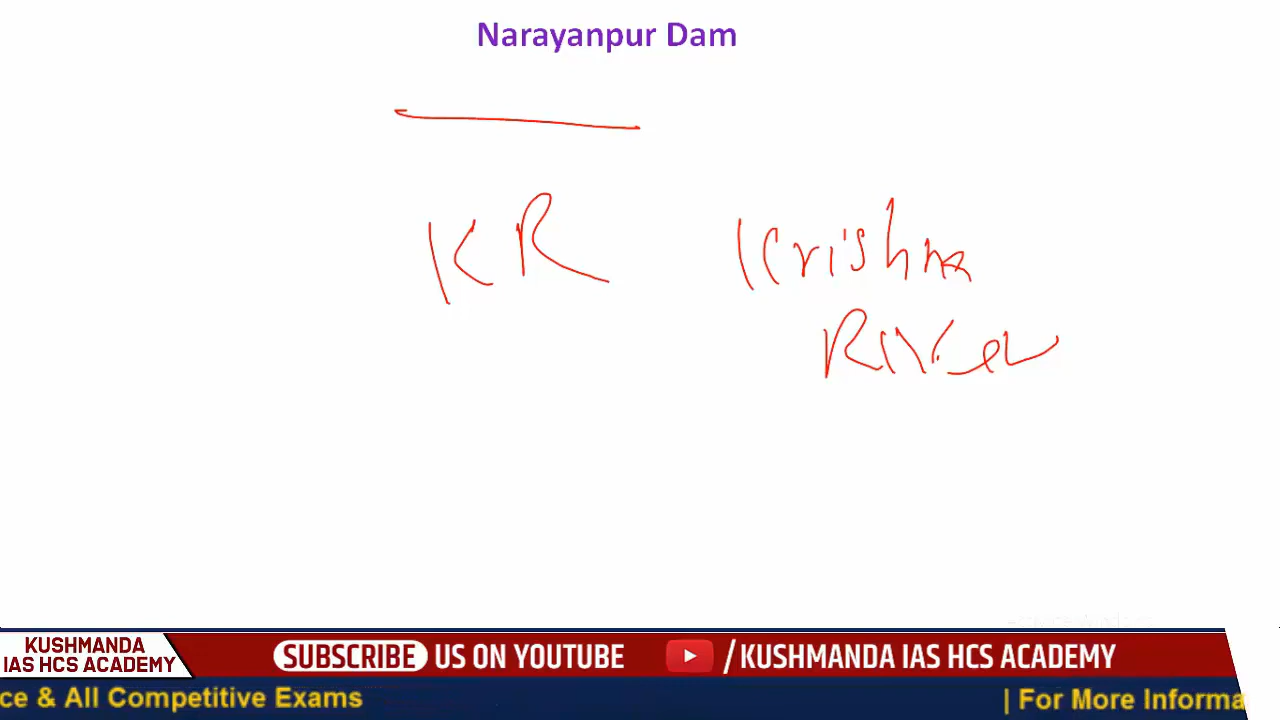 Narayanpur Dam
KR Krishna
River
KUSHMANDA
IAS HCS ACADEMY
SUBSCRIBE US ON YOUTUBE /KUSHMANDA IAS HCS ACADEMY
ce & All Competitive Exams | For More Informa